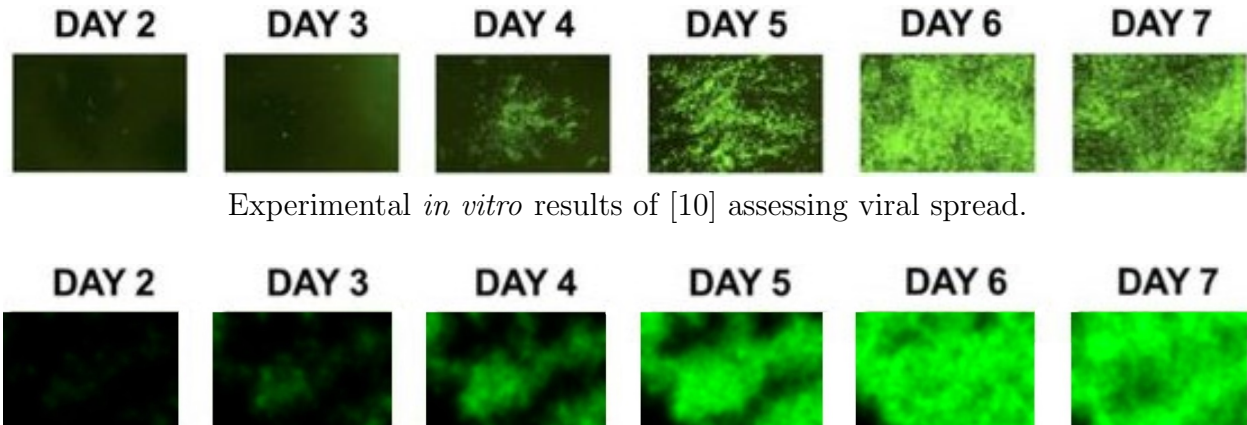 DAY 2 DAY 3 DAY 4 DAY 5 DAY 6 DAY 7
Experimental in vitro results of [10] assessing viral spread.
DAY 2 DAY 3 DAY 4 DAY 5 DAY 6 DAY 7